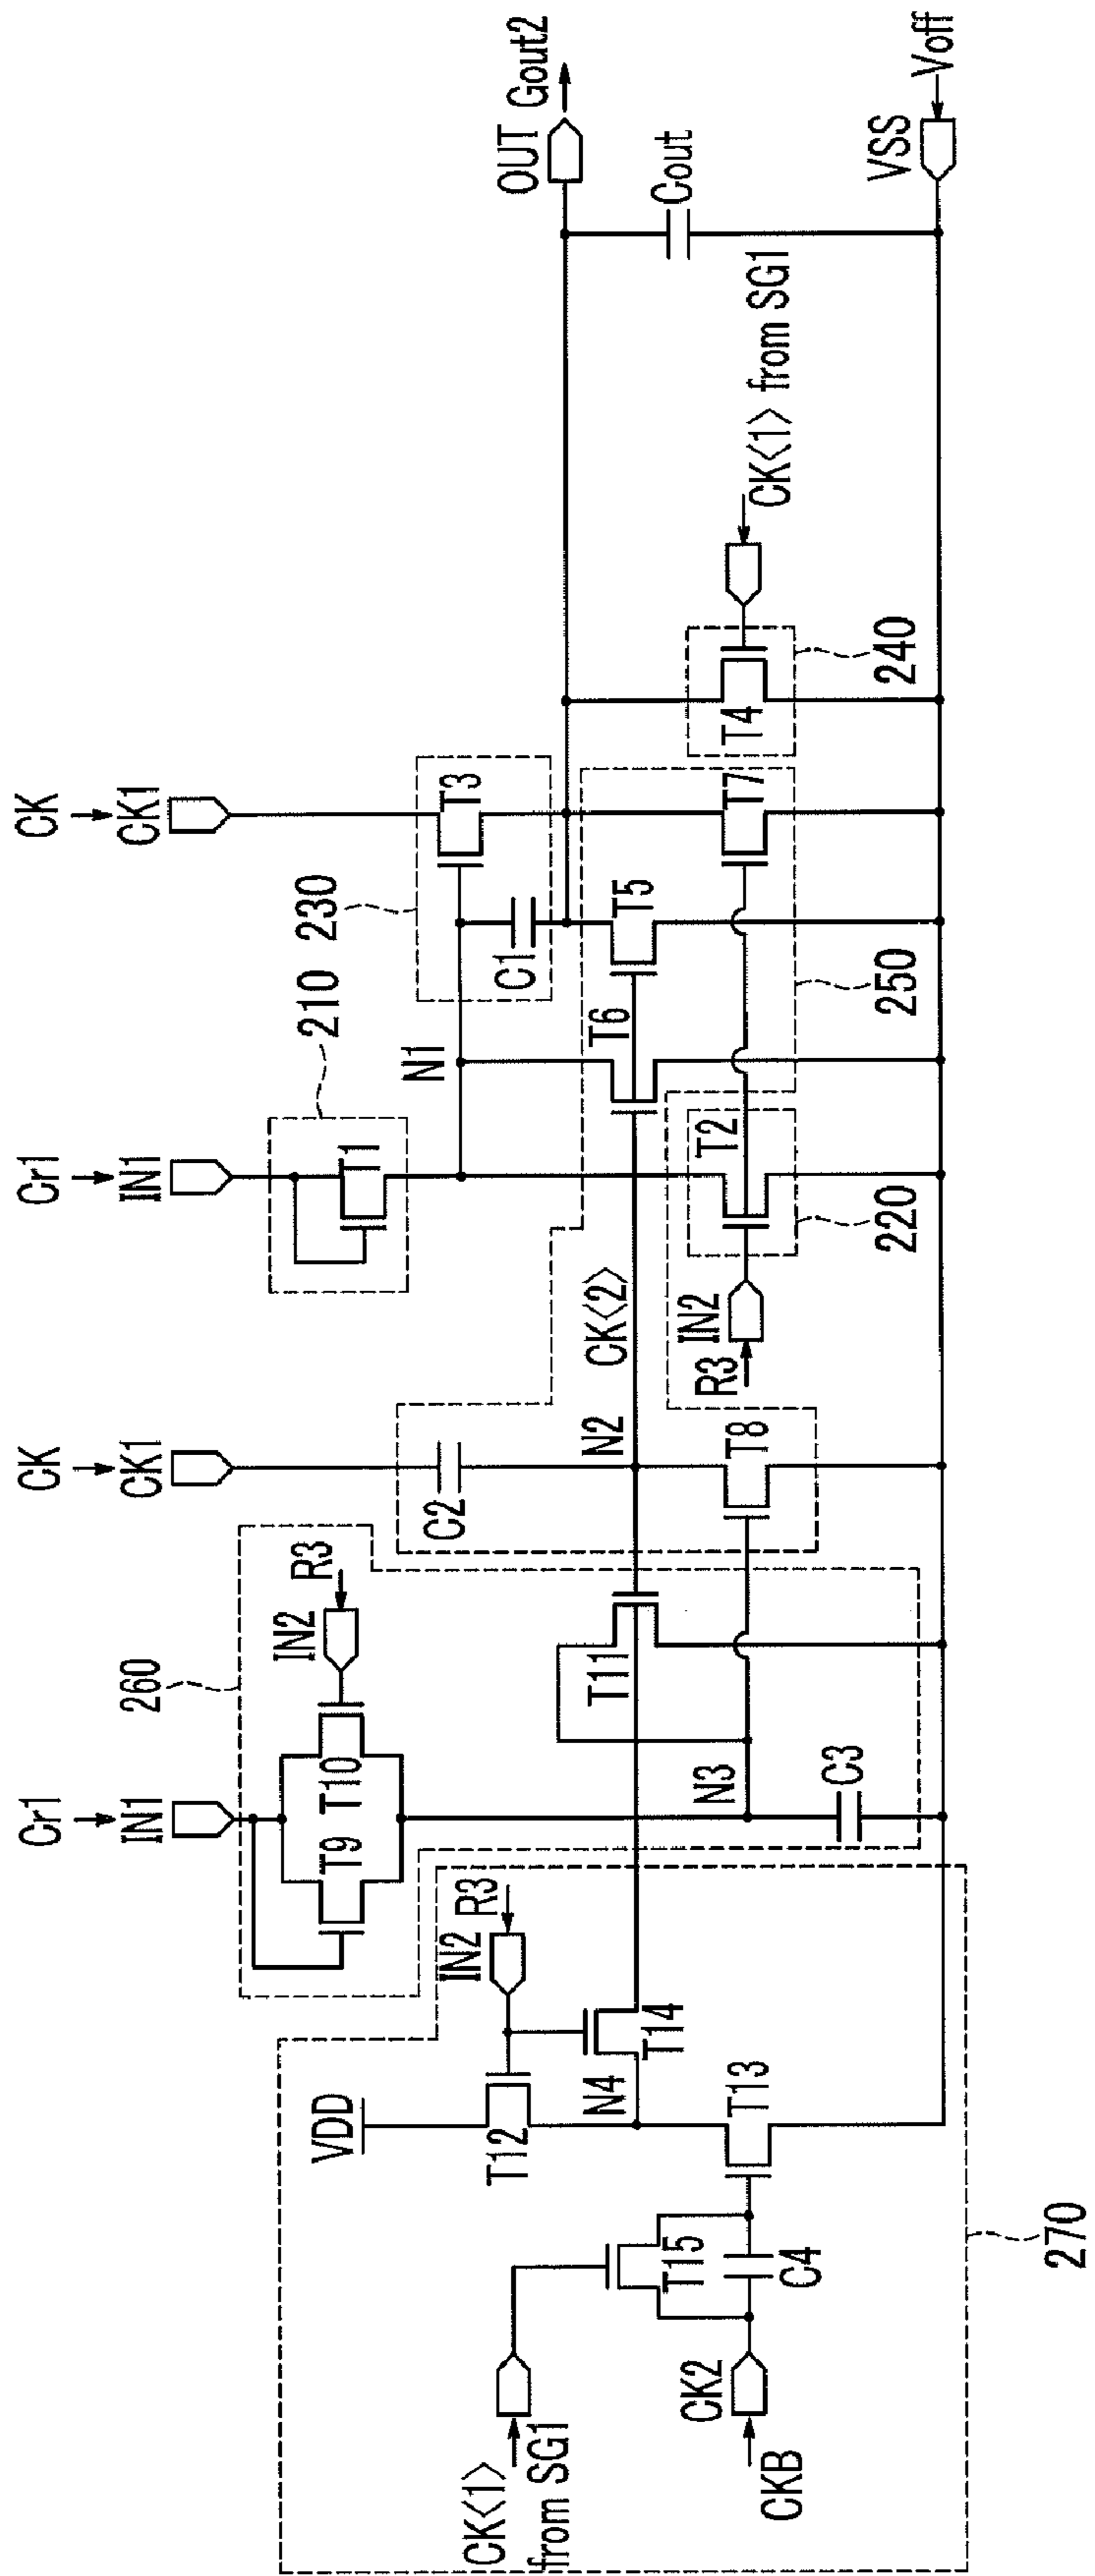 Cr1
IN1
CK
CK1
Cr1
IN1
CK
CK1
260
210
230
R3
IN2
T9
T10
T1
T3
OUT
Gout2
VDD
R3
IN2
C2
N1
C1
T12
T14
N4
T11
N2
CK⟨2⟩
T6
T5
Cout
CK⟨1⟩
from SG1
T15
C4
T13
N3
C3
T8
R3
IN2
T2
T7
T4
CK⟨1⟩ from SG1
CKB
CK2
220
250
240
VSS
Voff
270